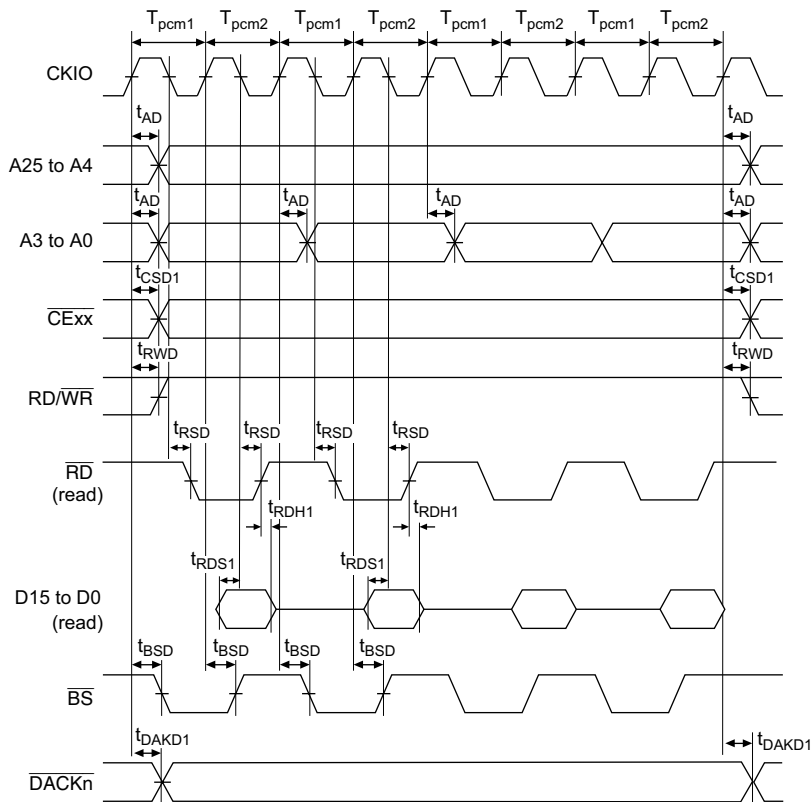 Tpcm1 Tpcm2 Tpcm1 Tpcm2 Tpcm1 Tpcm2 Tpcm1 Tpcm2
CKIO
tAD tAD
A25 to A4
tAD tAD tAD tAD
A3 to A0
tCSD1 tCSD1
CExx
tRWD tRWD
RD/WR
tRSD tRSD tRSD tRSD
RD
(read)
tRDH1 tRDH1
tRDS1 tRDS1
D15 to D0
(read)
tBSD tBSD tBSD tBSD
BS
tDAKD1 tDAKD1
DACKn